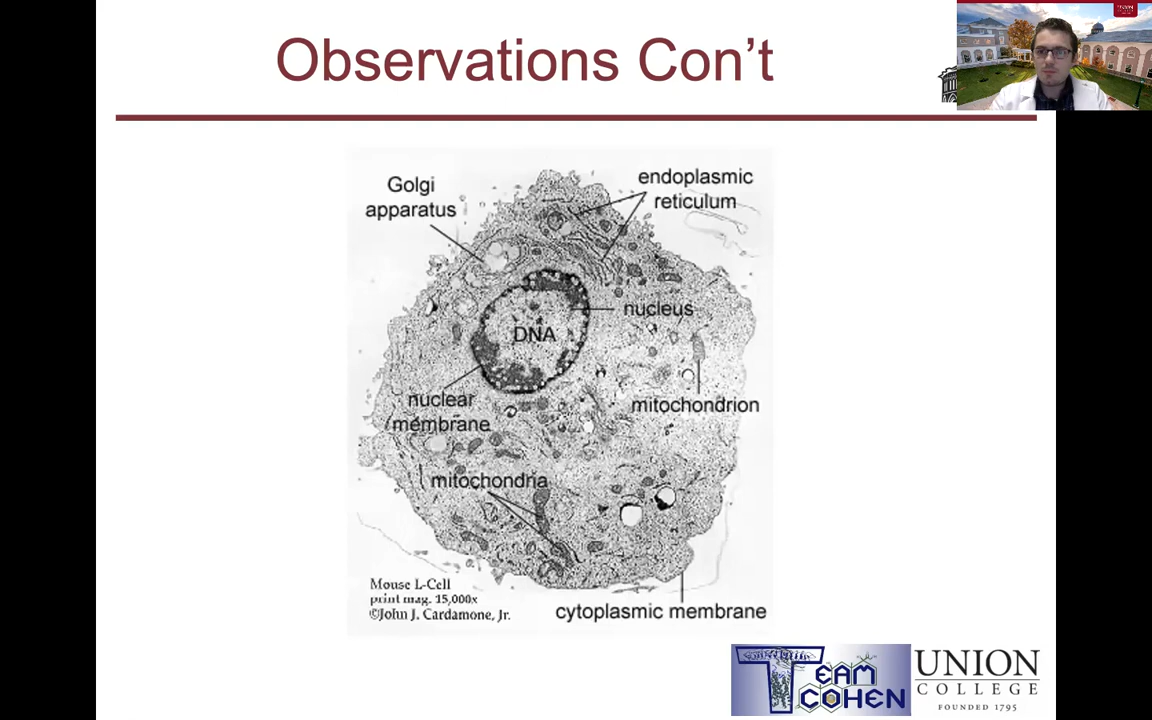 Observations Con't
Golgi
apparatus
endoplasmic
reticulum
nucleus
DNA
nuclear
membrane
mitochondrion
mitochondria
Mouse L-Cell
print mag. 15,000x
©John J. Cardamone, Jr.
cytoplasmic membrane
TEAM
COHEN
UNION
COLLEGE
FOUNDED 1795